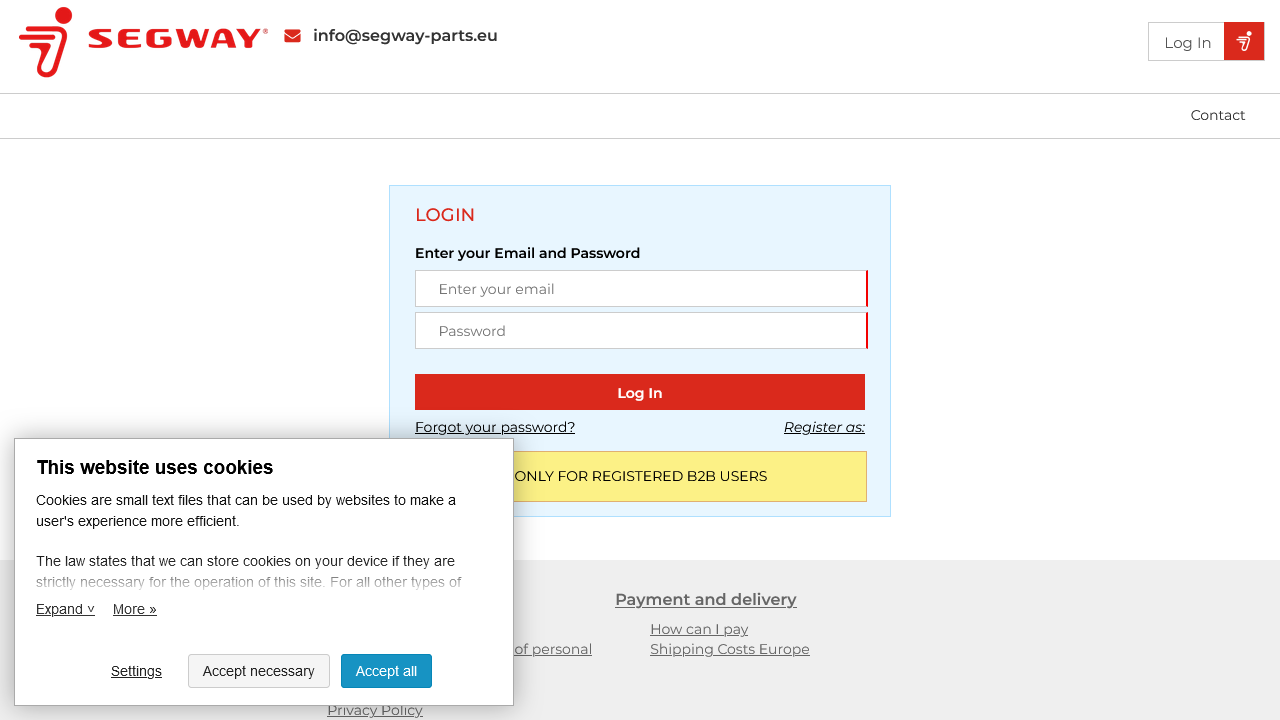 SEGWAY®
info@segway-parts.eu
Log In
Contact
LOGIN
Enter your Email and Password
Enter your email
Password
Log In
Forgot your password?
Register as:
ONLY FOR REGISTERED B2B USERS
This website uses cookies
Cookies are small text files that can be used by websites to make a
user's experience more efficient.
The law states that we can store cookies on your device if they are
strictly necessary for the operation of this site. For all other types of
Expand ˅
More »
Settings
Accept necessary
Accept all
of personal
Privacy Policy
Payment and delivery
How can I pay
Shipping Costs Europe